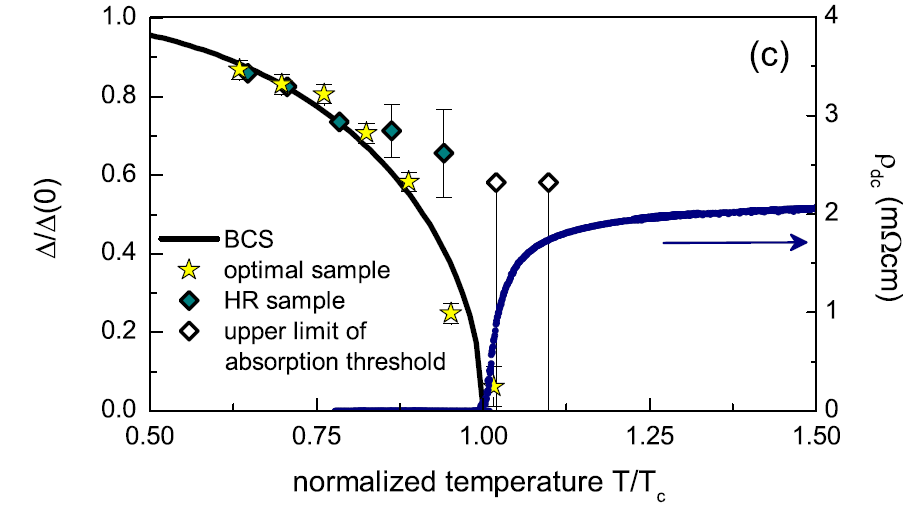 (c)
1.0
0.8
0.6
0.4
0.2
0.0
Δ/Δ(0)
4
3
2
1
0
ρdc (mΩcm)
BCS
optimal sample
HR sample
upper limit of
absorption threshold
0.50 0.75 1.00 1.25 1.50
normalized temperature T/Tc